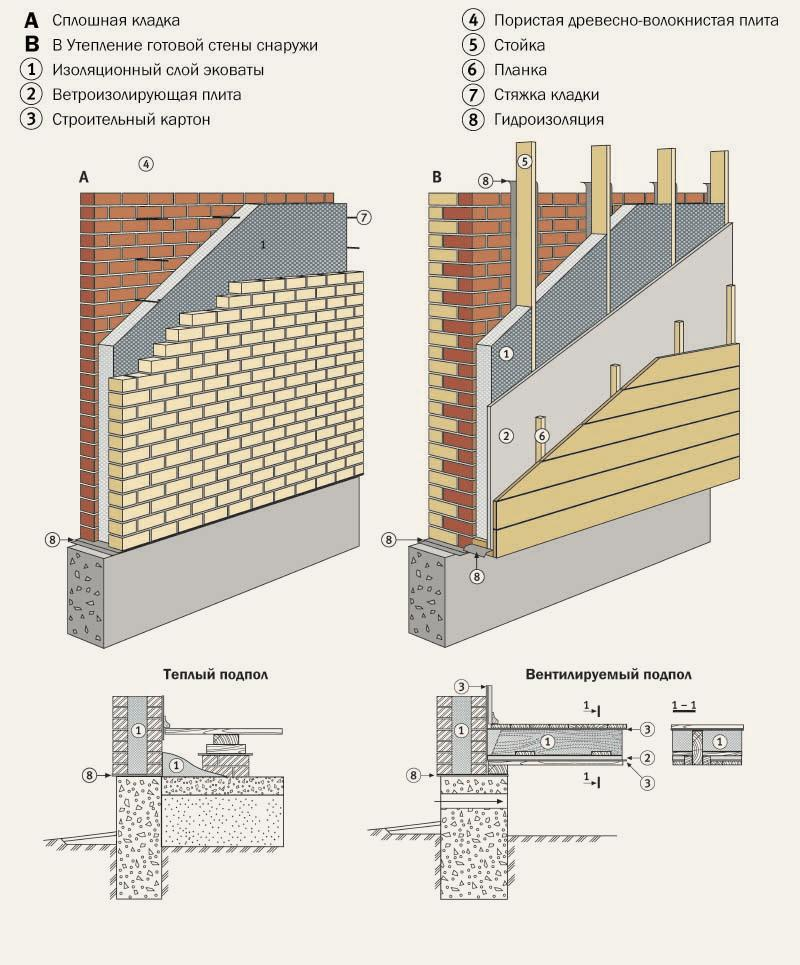 A Сплошная кладка
B В Утепление готовой стены снаружи
1 Изоляционный слой эковаты
2 Ветроизолирующая плита
3 Строительный картон
4 Пористая древесно-волокнистая плита
5 Стойка
6 Планка
7 Стяжка кладки
8 Гидроизоляция
A
4
7
1
8
B
5
8
1
2
6
8
8
Теплый подпол
1
1
8
Вентилируемый подпол
3
1
1
1
8
3
2
3
1
1 – 1
1